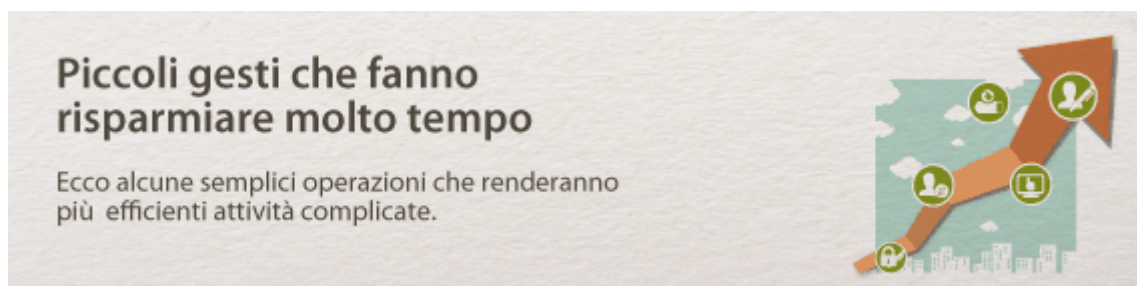 Piccoli gesti che fanno
risparmiare molto tempo
Ecco alcune semplici operazioni che renderanno
più efficienti attività complicate.